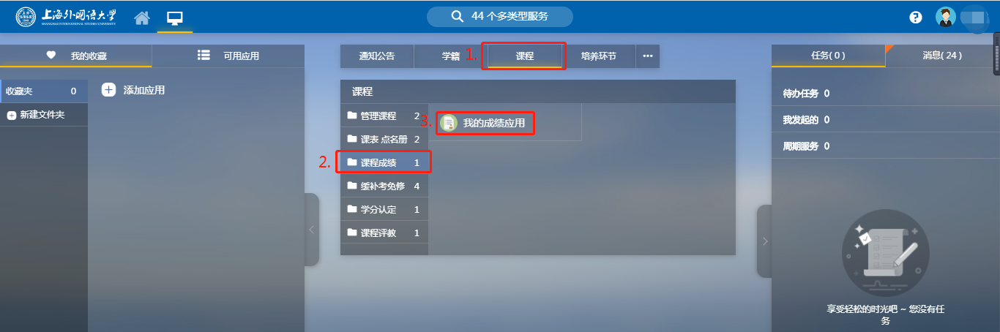 上海外国语大学
SHANGHAI INTERNATIONAL STUDIES UNIVERSITY
44 个多类型服务
我的收藏
可用应用
收藏夹 0
新建文件夹
添加应用
通知公告
学籍
1.
课程
培养环节
课程
管理课程 2
课表 点名册 2
2.
课程成绩 1
缓补考免修 4
学分认定 1
课程评教 1
3.
我的成绩应用
任务( 0 )
消息( 24 )
待办任务 0
我发起的 0
周期服务 0
享受轻松的时光吧 ~ 您没有任
务